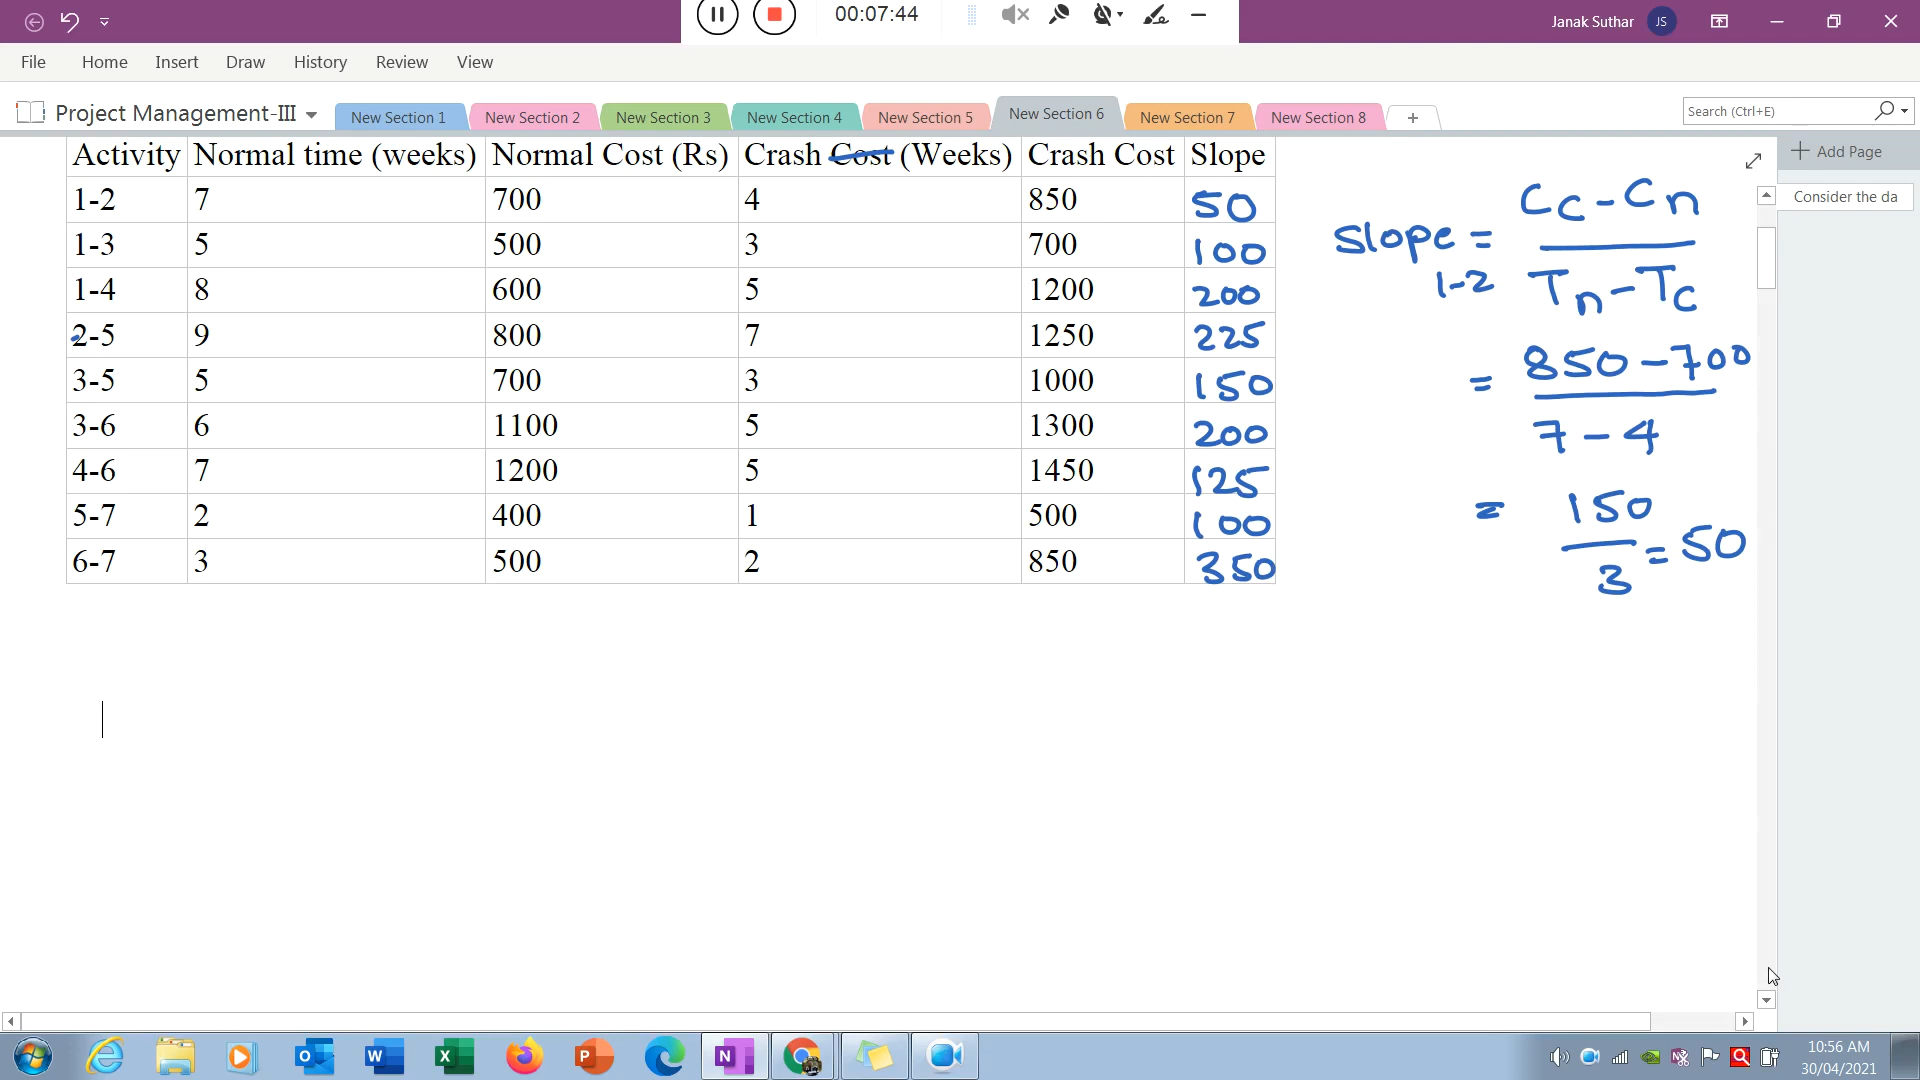 00:07:44
Janak Suthar JS
File Home Insert Draw History Review View
Project Management-III New Section 1 New Section 2 New Section 3 New Section 4 New Section 5 New Section 6 New Section 7 New Section 8 + Search (Ctrl+E)
Add Page
Consider the da
Activity Normal time (weeks) Normal Cost (Rs) Crash Cost (Weeks) Crash Cost Slope
1-2 7 700 4 850 50
1-3 5 500 3 700 100
1-4 8 600 5 1200 200
2-5 9 800 7 1250 225
3-5 5 700 3 1000 150
3-6 6 1100 5 1300 200
4-6 7 1200 5 1450 125
5-7 2 400 1 500 100
6-7 3 500 2 850 350
Cc - Cn
Slope =
1-2 Tn - Tc
850 - 700
=
7 - 4
= 150
3 = 50
10:56 AM
30/04/2021